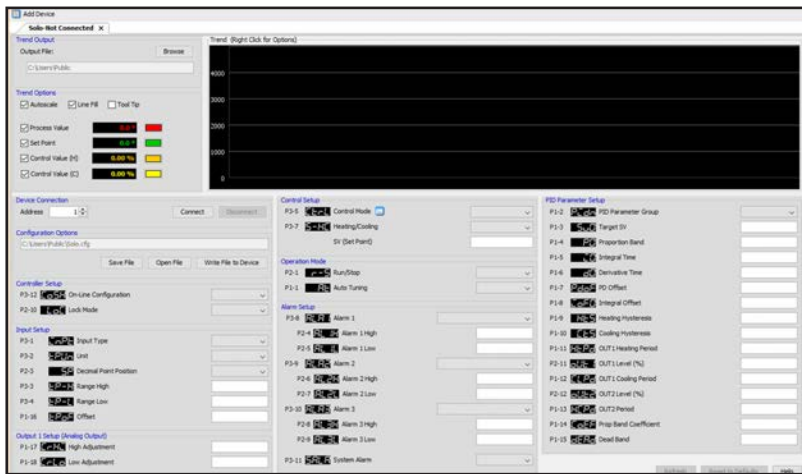 Add Device
Solo-Not Connected ×
Trend Output
Output File:
Browse
C:\Users\Public
Trend Options
Autoscale
Line Fill
Tool Tip
Process Value
0.0 °
Set Point
0.0 °
Control Value (H)
0.00 %
Control Value (C)
0.00 %
Trend (Right Click for Options)
4000
3000
2000
1000
0
Device Connection
Address
1
Connect
Disconnect
Configuration Options
C:\Users\Public\Solo.cfg
Save File
Open File
Write File to Device
Controller Setup
P3-12
On-Line Configuration
P2-10
Lock Mode
Input Setup
P3-1
Input Type
P3-2
Unit
P2-3
Decimal Point Position
P3-3
Range High
P3-4
Range Low
P1-16
Offset
Output 1 Setup (Analog Output)
P1-17
High Adjustment
P1-18
Low Adjustment
Control Setup
P3-5
Control Mode
P3-7
Heating/Cooling
SV (Set Point)
Operation Mode
P2-1
Run/Stop
P1-1
Auto Tuning
Alarm Setup
P3-8
Alarm 1
P2-4
Alarm 1 High
P2-5
Alarm 1 Low
P3-9
Alarm 2
P2-6
Alarm 2 High
P2-7
Alarm 2 Low
P3-10
Alarm 3
P2-8
Alarm 3 High
P2-9
Alarm 3 Low
P3-11
System Alarm
PID Parameter Setup
P1-2
PID Parameter Group
P1-3
Target SV
P1-4
Proportion Band
P1-5
Integral Time
P1-6
Derivative Time
P1-7
PD Offset
P1-8
Integral Offset
P1-9
Heating Hysteresis
P1-10
Cooling Hysteresis
P1-11
OUT1 Heating Period
P2-11
OUT1 Level (%)
P1-12
OUT1 Cooling Period
P2-12
OUT2 Level (%)
P1-13
OUT2 Period
P1-14
Prop Band Coefficient
P1-15
Dead Band
Refresh
Reset to Defaults
Help